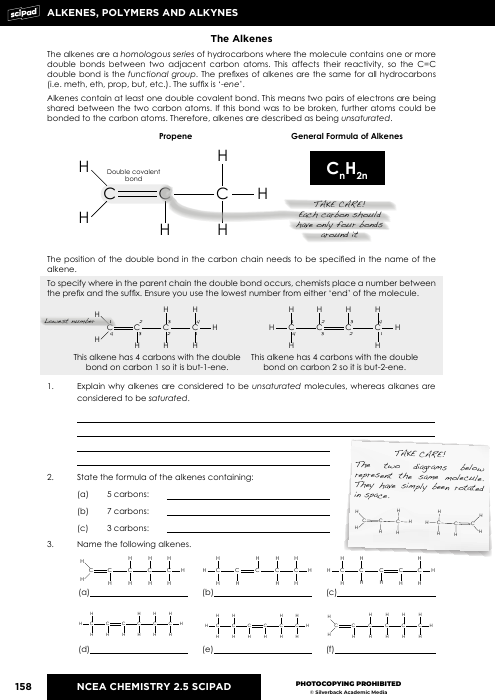 scipad ALKENES, POLYMERS AND ALKYNES
The Alkenes
The alkenes are a homologous series of hydrocarbons where the molecule contains one or more
double bonds between two adjacent carbon atoms. This affects their reactivity, so the C=C
double bond is the functional group. The prefixes of alkenes are the same for all hydrocarbons
(i.e. meth, eth, prop, but, etc.). The suffix is '-ene'.
Alkenes contain at least one double covalent bond. This means two pairs of electrons are being
shared between the two carbon atoms. If this bond was to be broken, further atoms could be
bonded to the carbon atoms. Therefore, alkenes are described as being unsaturated.
Propene
General Formula of Alkenes
H
H
Double covalent
bond
C C C H
H
H H
CnH2n
TAKE CARE!
Each carbon should
have only four bonds
around it
The position of the double bond in the carbon chain needs to be specified in the name of the
alkene.
To specify where in the parent chain the double bond occurs, chemists place a number between
the prefix and the suffix. Ensure you use the lowest number from either 'end' of the molecule.
Lowest number
This alkene has 4 carbons with the double
bond on carbon 1 so it is but-1-ene.
This alkene has 4 carbons with the double
bond on carbon 2 so it is but-2-ene.
1. Explain why alkenes are considered to be unsaturated molecules, whereas alkanes are
considered to be saturated.
TAKE CARE!
The two diagrams below
represent the same molecule.
They have simply been rotated
in space.
2. State the formula of the alkenes containing:
(a) 5 carbons:
(b) 7 carbons:
(c) 3 carbons:
3. Name the following alkenes.
(a) (b) (c)
(d) (e) (f)
158 NCEA CHEMISTRY 2.5 SCIPAD
PHOTOCOPYING PROHIBITED
© Silverback Academic Media